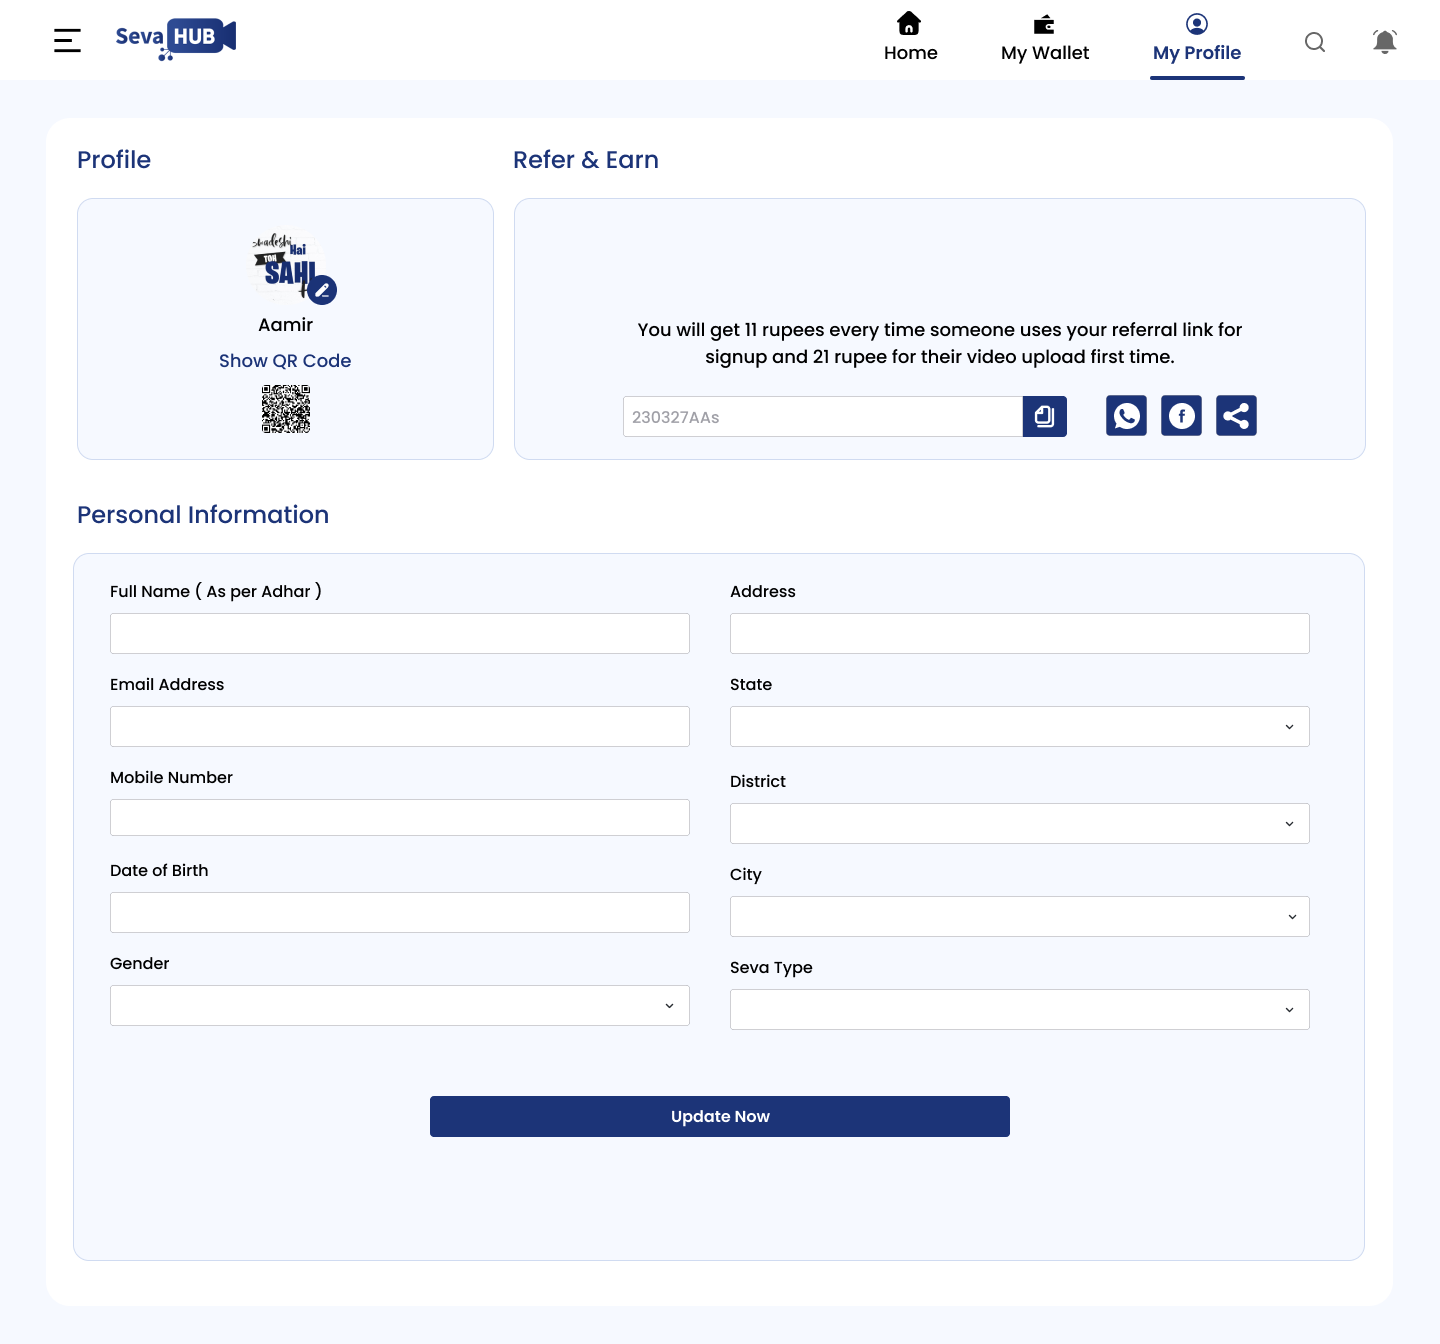 Seva HUB
Home
My Wallet
My Profile
Profile
Refer & Earn
Hai
TOH
SAHI
Aamir
Show QR Code
You will get 11 rupees every time someone uses your referral link for
signup and 21 rupee for their video upload first time.
230327AAs
Personal Information
Full Name ( As per Adhar )
Address
Email Address
State
Mobile Number
District
Date of Birth
City
Gender
Seva Type
Update Now